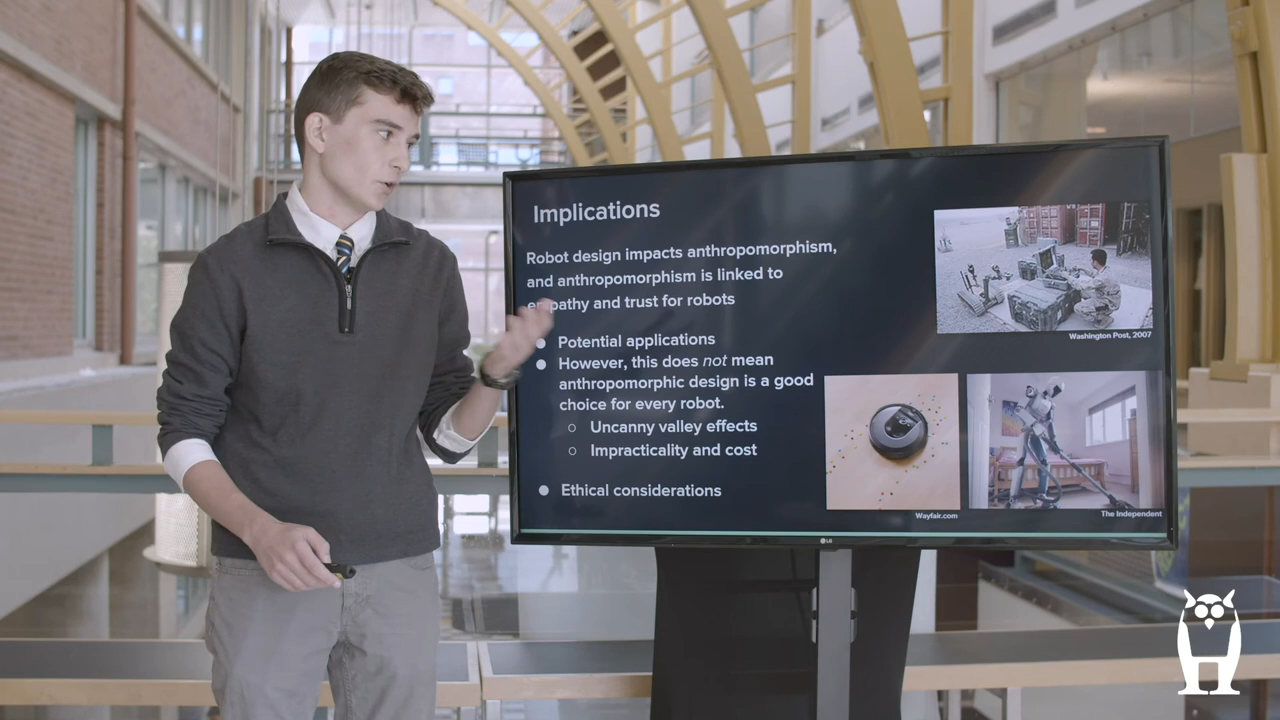 Implications
Robot design impacts anthropomorphism,
and anthropomorphism is linked to
empathy and trust for robots
Potential applications
However, this does not mean
anthropomorphic design is a good
choice for every robot.
Uncanny valley effects
Impracticality and cost
Ethical considerations
Washington Post, 2007
Wayfair.com
The Independent
LG